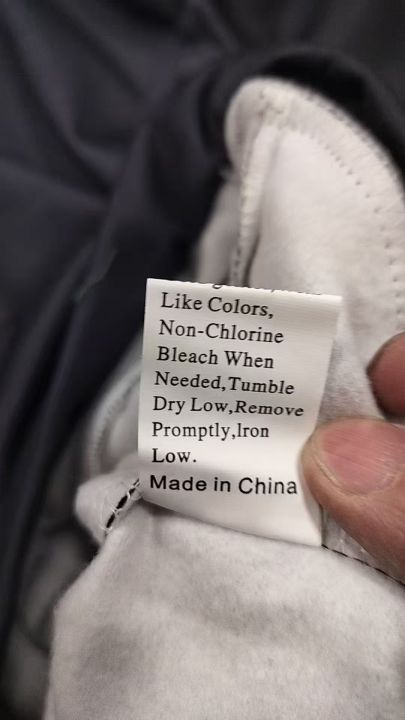 Like Colors,
Non-Chlorine
Bleach When
Needed,Tumble
Dry Low,Remove
Promptly,Iron
Low.
Made in China